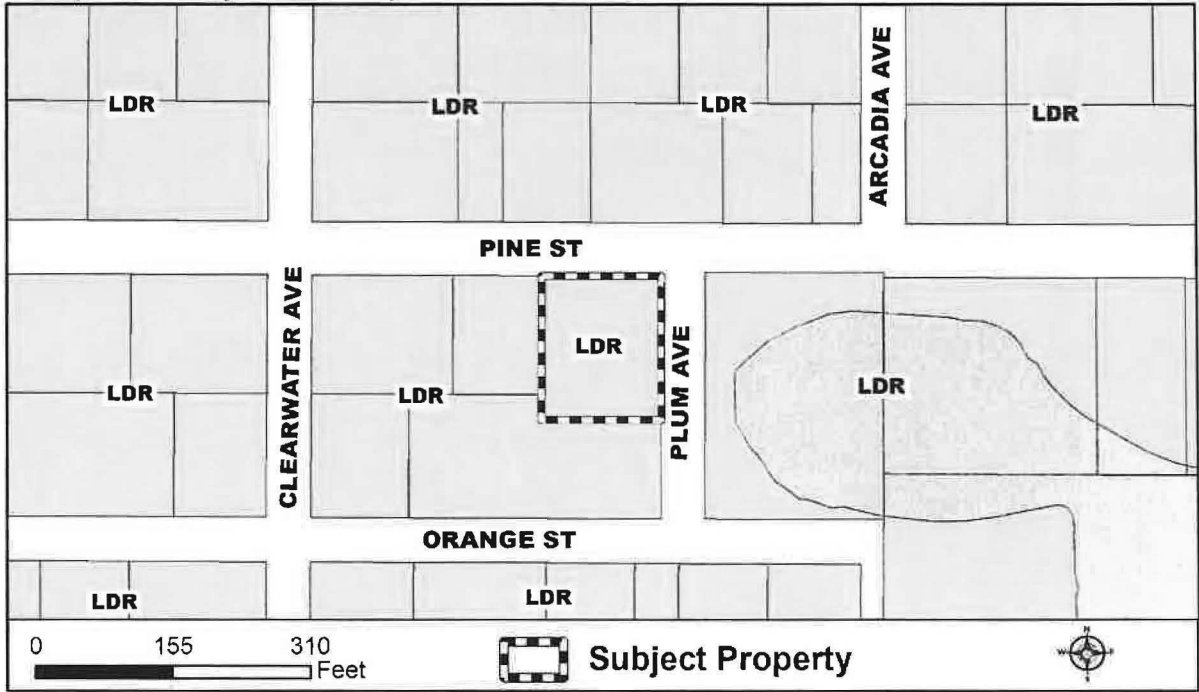 LDR
LDR
LDR
ARCADIA AVE
LDR
PINE ST
CLEARWATER AVE
LDR
PLUM AVE
LDR
LDR
LDR
ORANGE ST
LDR
LDR
0 155 310
Feet
Subject Property
N
W E
S